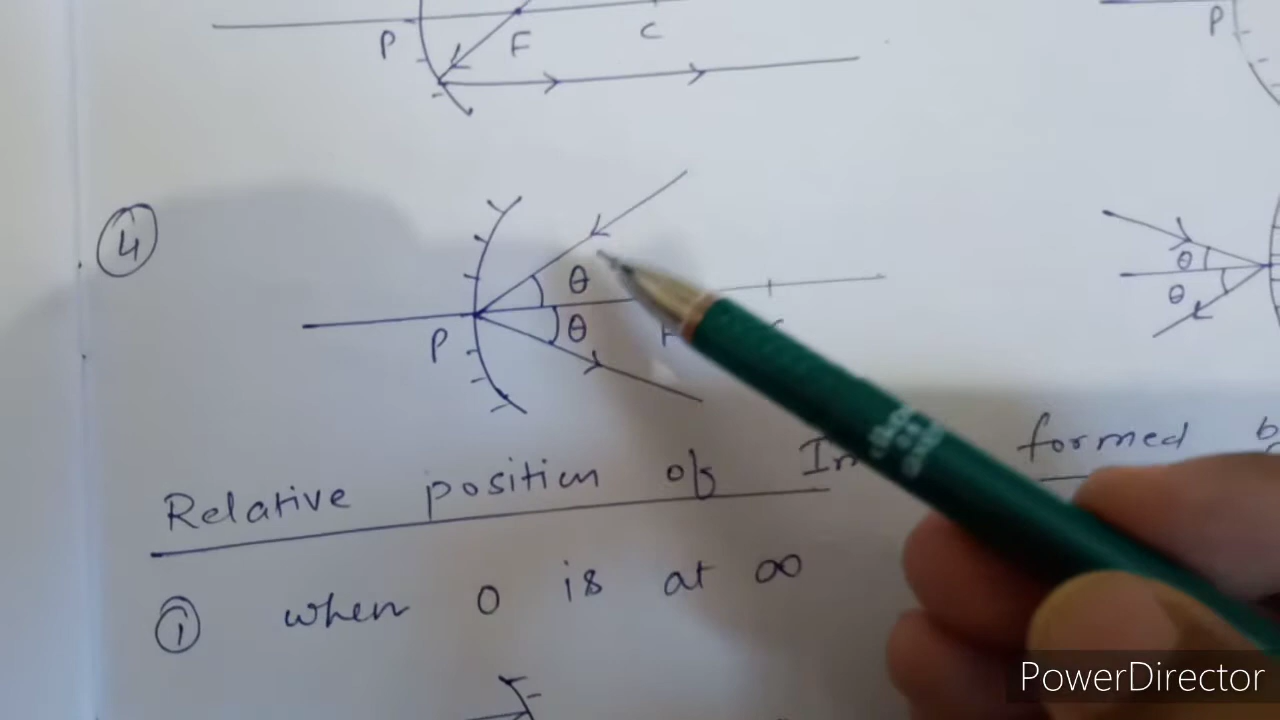 P F C
P
4
θ
θ
θ
θ
P
Relative position of formed
1 when O is at ∞
PowerDirector